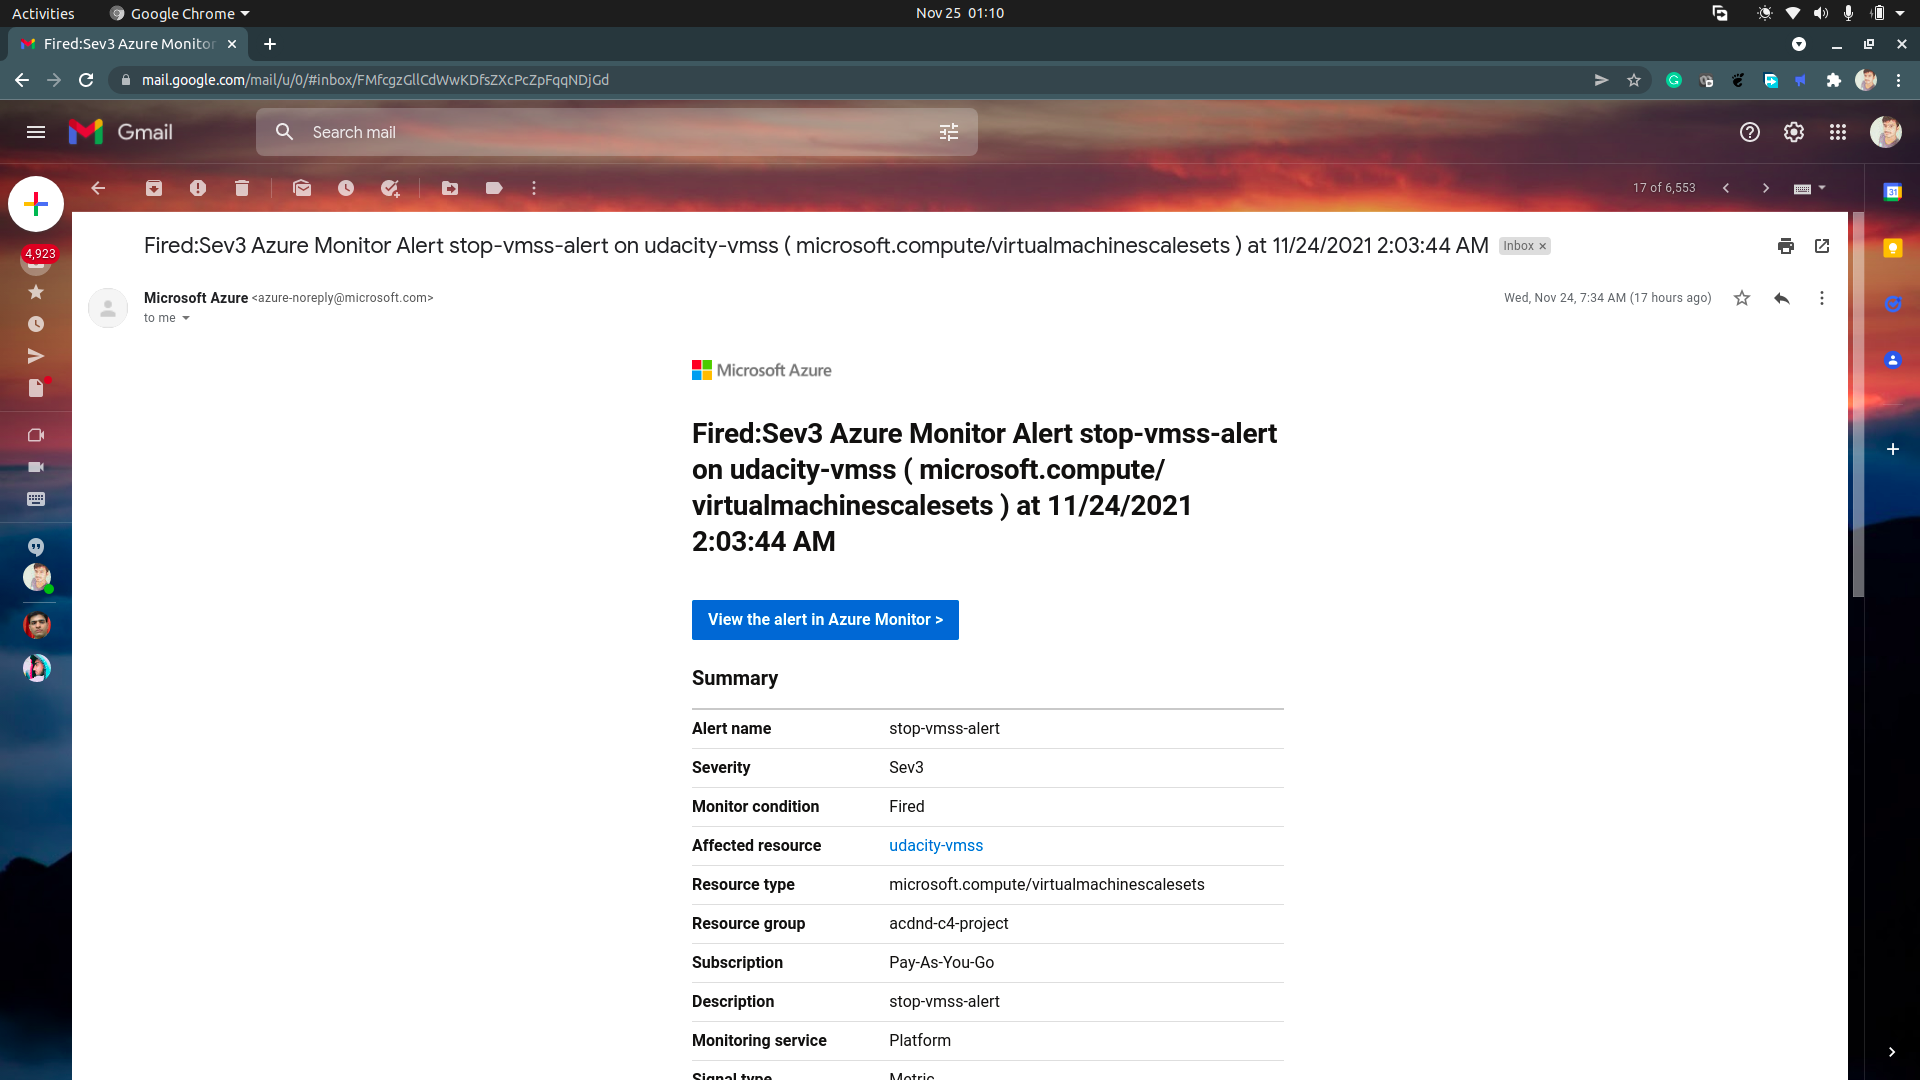 Activities
Google Chrome
Nov 25 01:10
Fired:Sev3 Azure Monitor
mail.google.com/mail/u/0/#inbox/FMfcgzGllCdWwKDfsZXcPcZpFqqNDjGd
Gmail
Search mail
17 of 6,553
31
4,923
Fired:Sev3 Azure Monitor Alert stop-vmss-alert on udacity-vmss ( microsoft.compute/virtualmachinescalesets ) at 11/24/2021 2:03:44 AM
Inbox ×
Microsoft Azure <azure-noreply@microsoft.com>
Wed, Nov 24, 7:34 AM (17 hours ago)
to me
Microsoft Azure
Fired:Sev3 Azure Monitor Alert stop-vmss-alert
on udacity-vmss ( microsoft.compute/
virtualmachinescalesets ) at 11/24/2021
2:03:44 AM
View the alert in Azure Monitor >
Summary
Alert name stop-vmss-alert
Severity Sev3
Monitor condition Fired
Affected resource udacity-vmss
Resource type microsoft.compute/virtualmachinescalesets
Resource group acdnd-c4-project
Subscription Pay-As-You-Go
Description stop-vmss-alert
Monitoring service Platform
Signal type Metric